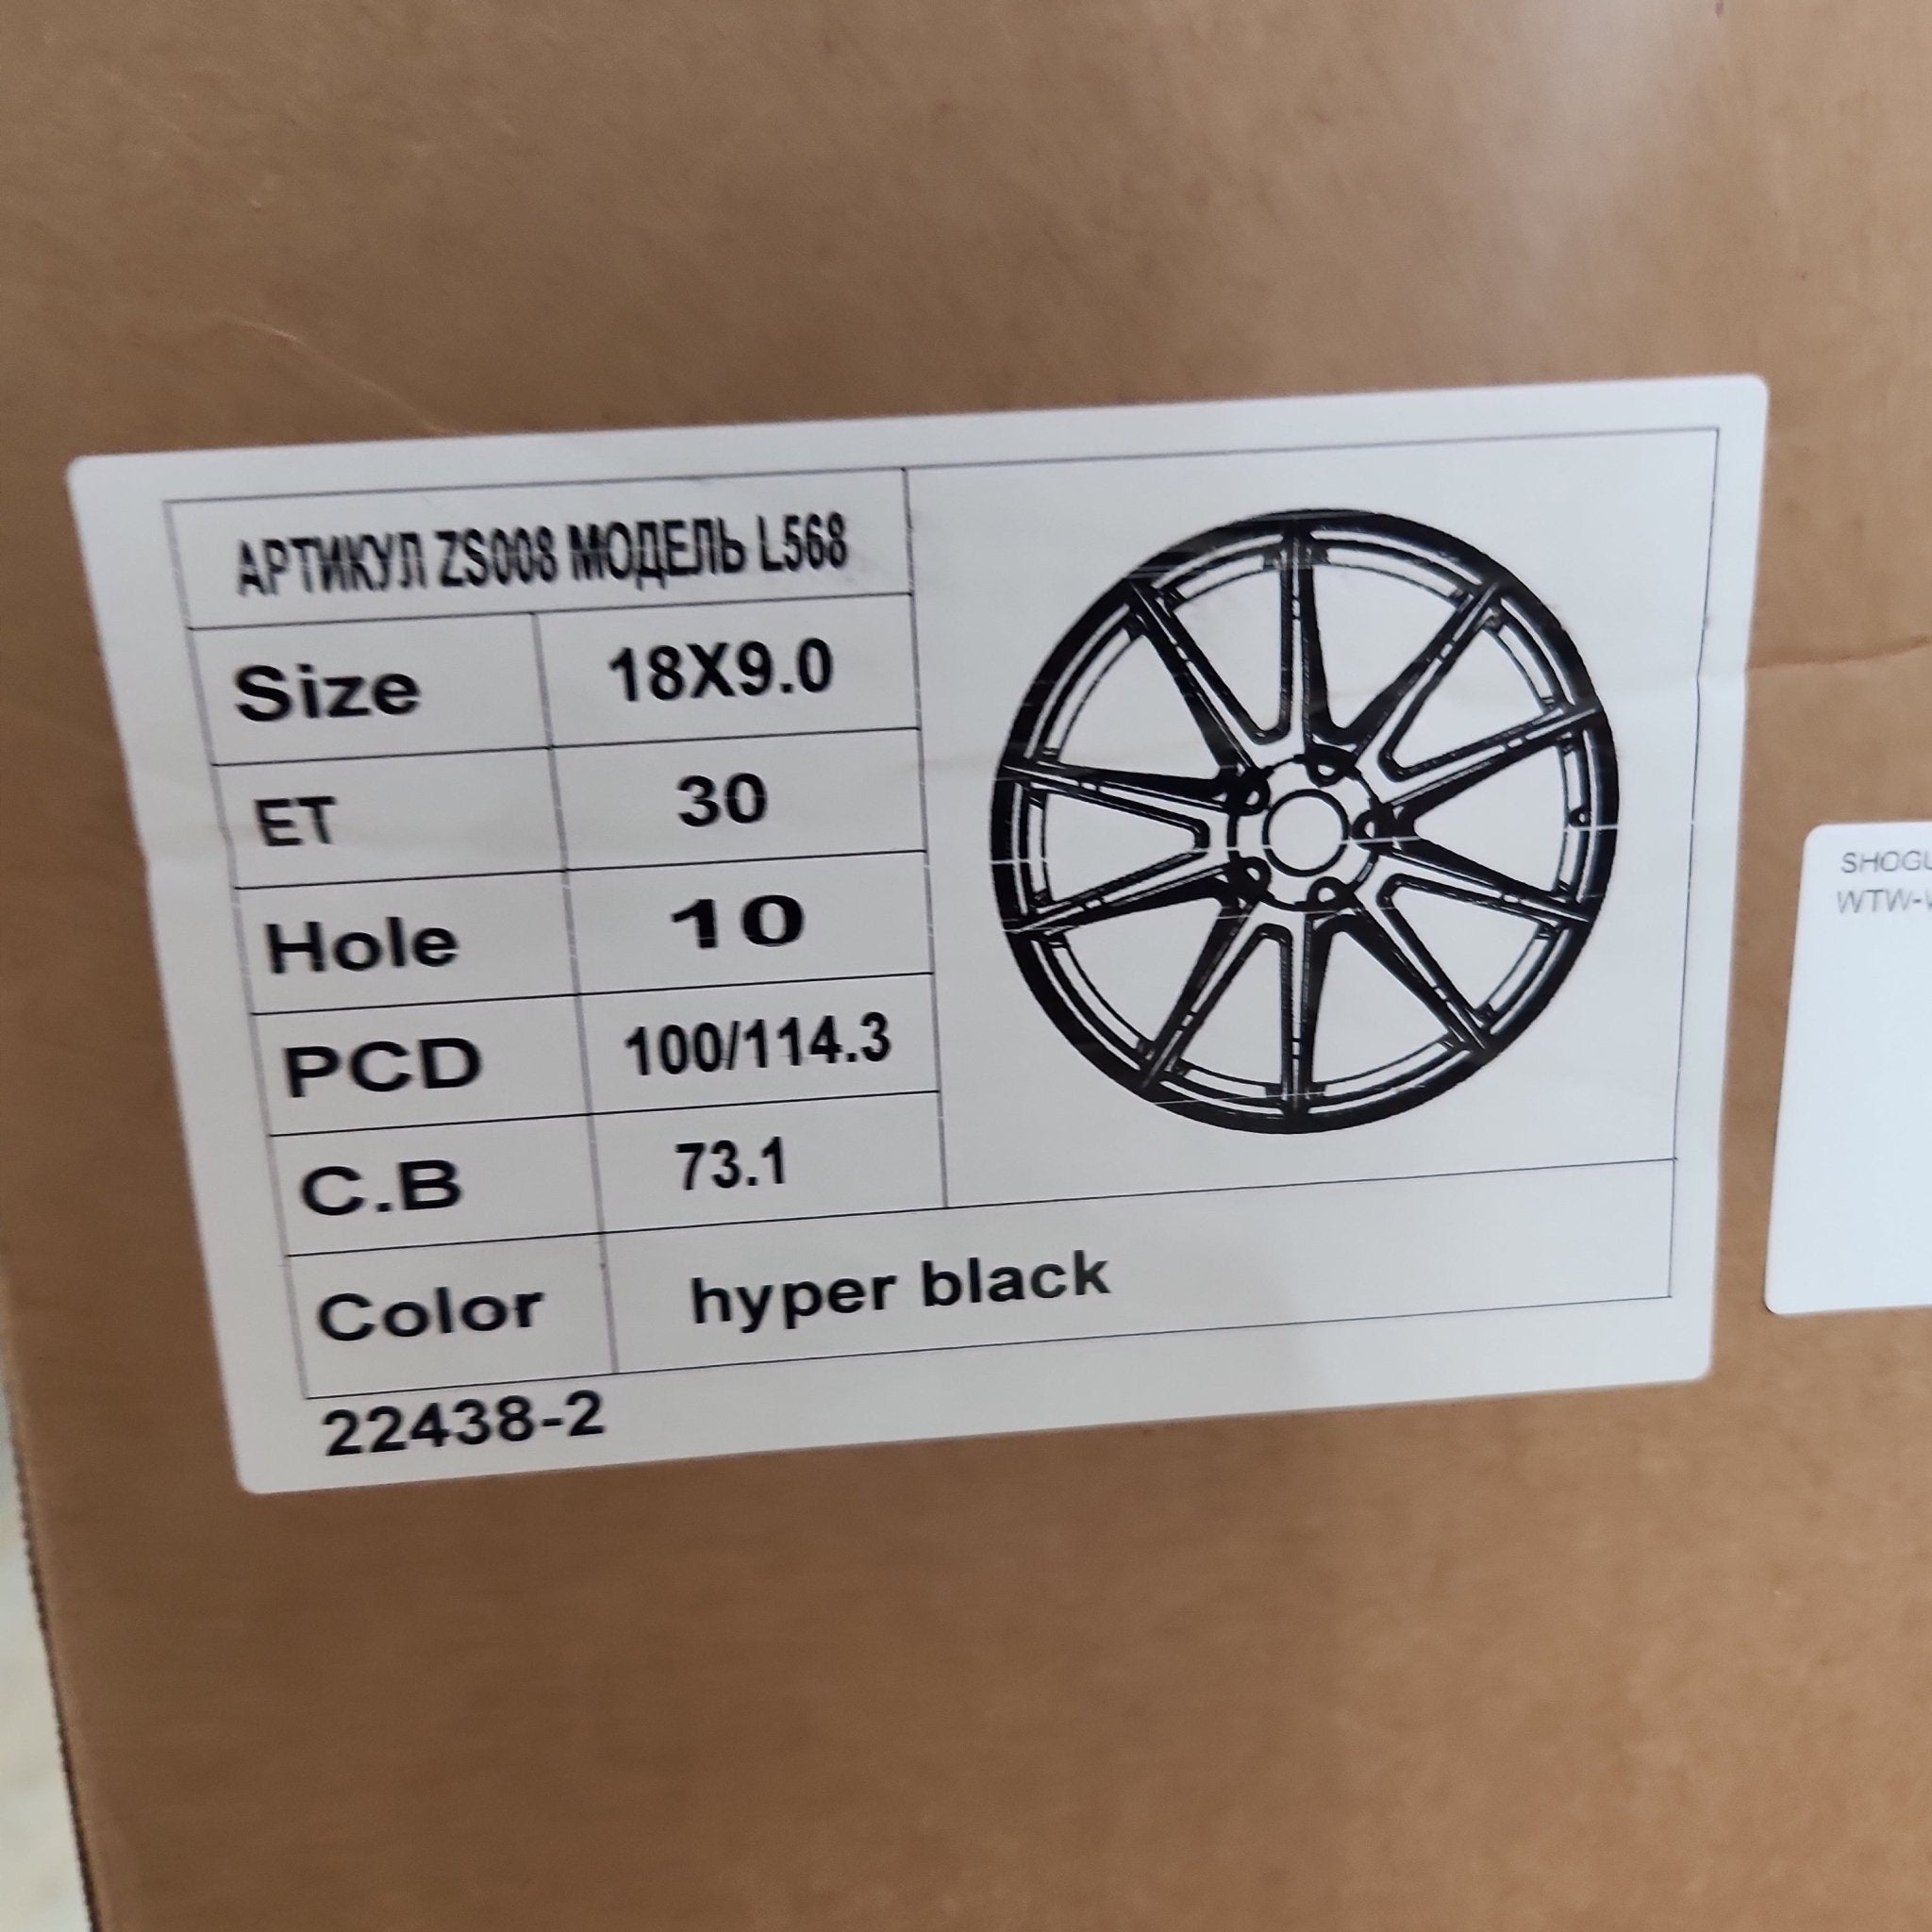 АРТИКУЛ ZS008 МОДЕЛЬ L568
Size 18X9.0
ET 30
Hole 10
PCD 100/114.3
C.B 73.1
Color hyper black
22438-2